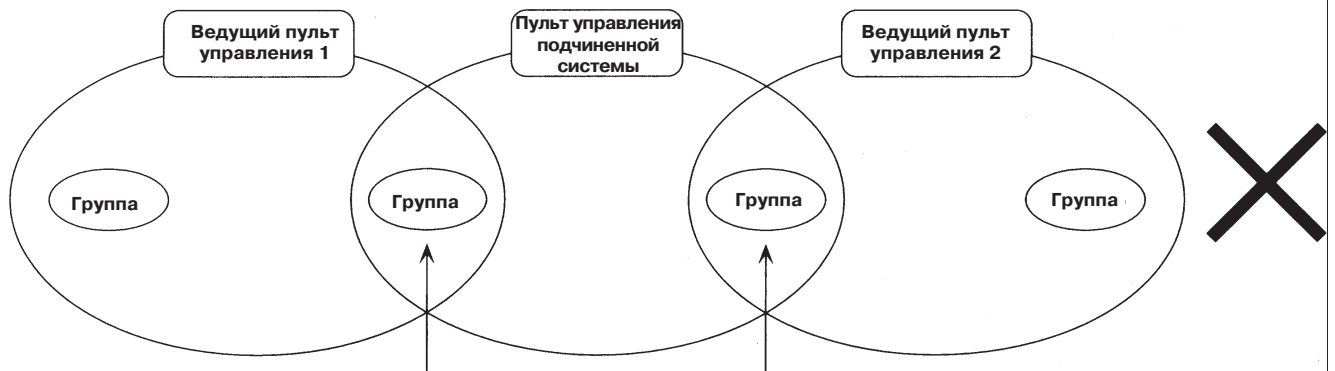 Ведущий пульт
управления 1
Пульт управления
подчиненной
системы
Ведущий пульт
управления 2
Группа
Группа
Группа
Группа